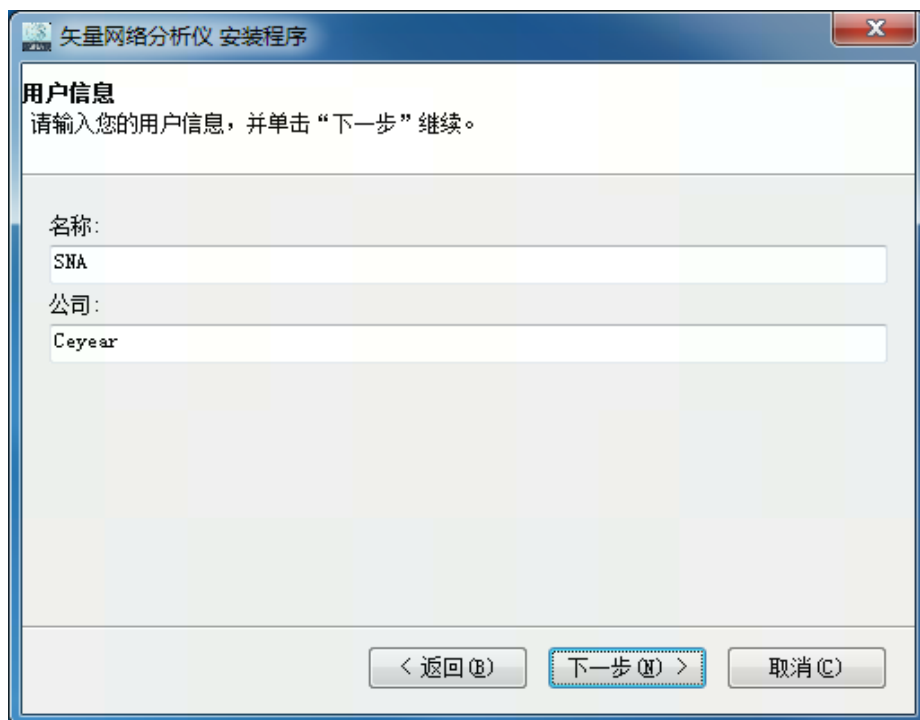 矢量网络分析仪 安装程序
用户信息
请输入您的用户信息，并单击“下一步”继续。
名称:
SNA
公司:
Ceyear
< 返回(B)
下一步(N) >
取消(C)